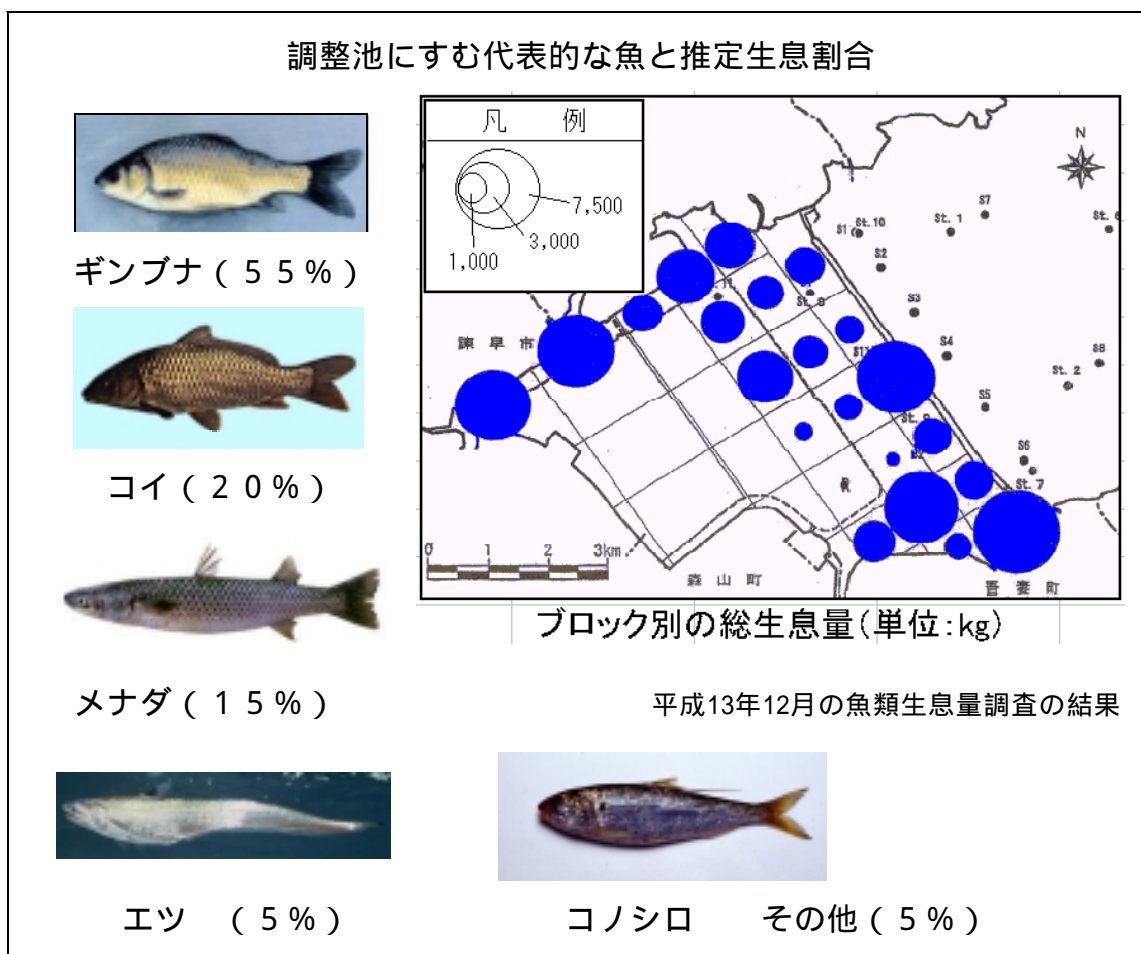 調整池にすむ代表的な魚と推定生息割合
ギンブナ(55%)
コイ(20%)
メナダ(15%)
凡 例
7,500
3,000
1,000
N
S7
St. 1
St.10
S2
S3
S4
St. 2
S8
S5
S6
St. 7
諫早市
0 1 2 3km
森山町
吾妻町
ブロック別の総生息量(単位:kg)
平成13年12月の魚類生息量調査の結果
エツ (5%)
コノシロ その他(5%)